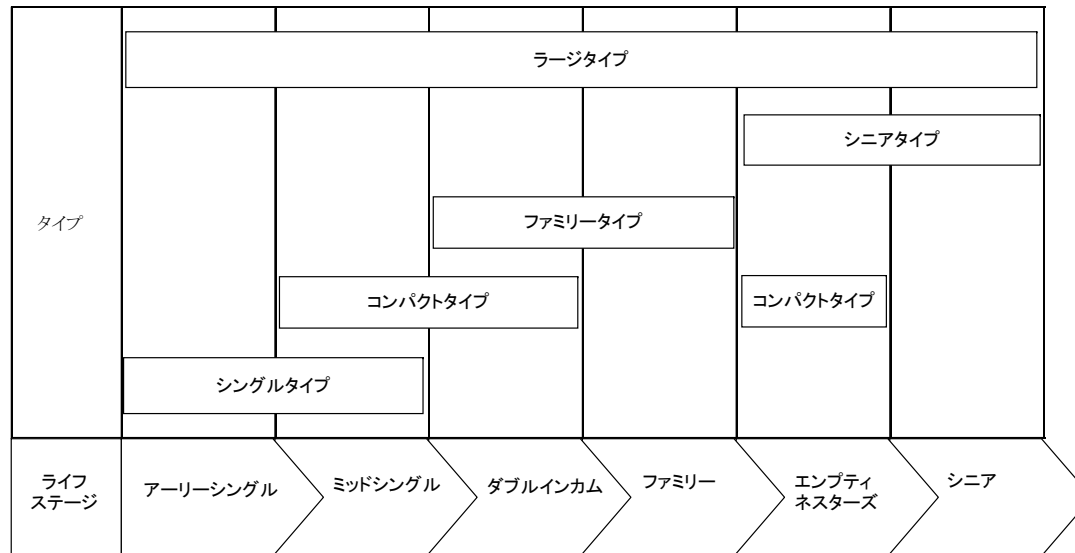 ラージタイプ
シニアタイプ
タイプ
ファミリータイプ
コンパクトタイプ
コンパクトタイプ
シングルタイプ
ライフ
ステージ
アーリーシングル
ミッドシングル
ダブルインカム
ファミリー
エンプティ
ネスターズ
シニア